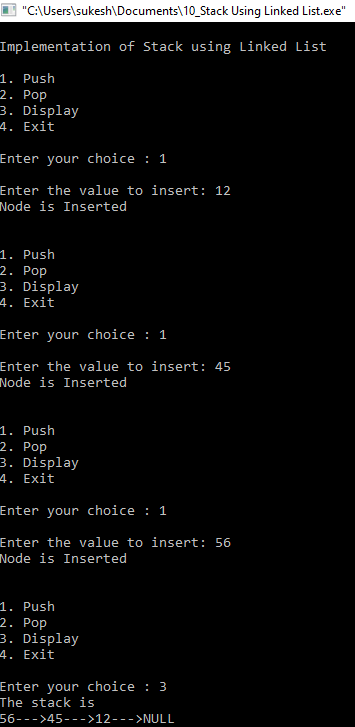 "C:\Users\sukesh\Documents\10_Stack Using Linked List.exe"
Implementation of Stack using Linked List
1. Push
2. Pop
3. Display
4. Exit
Enter your choice : 1
Enter the value to insert: 12
Node is Inserted
1. Push
2. Pop
3. Display
4. Exit
Enter your choice : 1
Enter the value to insert: 45
Node is Inserted
1. Push
2. Pop
3. Display
4. Exit
Enter your choice : 1
Enter the value to insert: 56
Node is Inserted
1. Push
2. Pop
3. Display
4. Exit
Enter your choice : 3
The stack is
56--->45--->12--->NULL